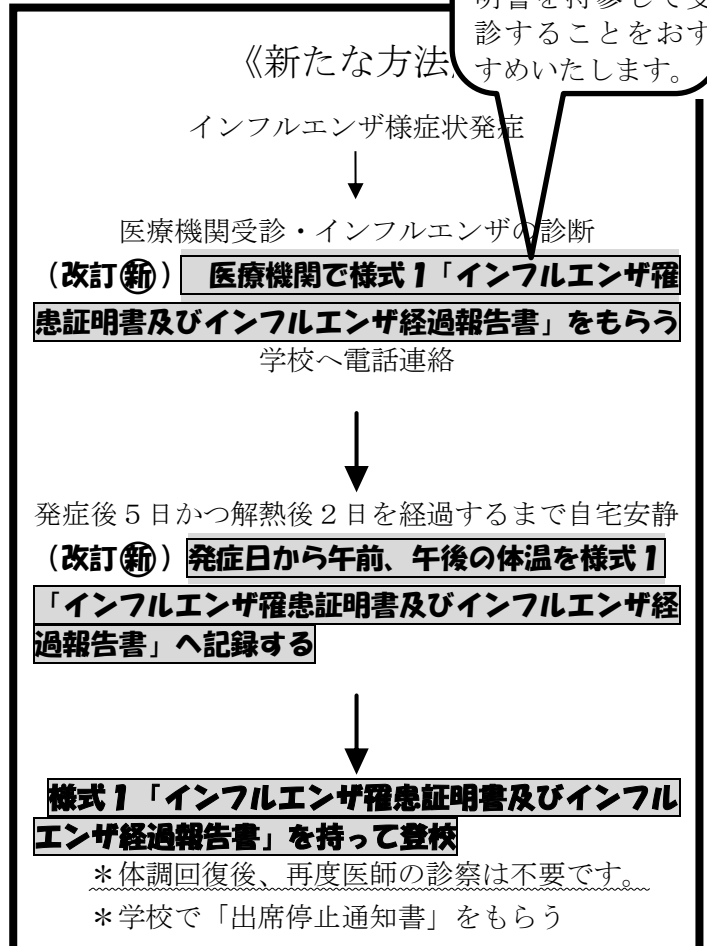 診することをおす
すめいたします。
《新たな方法
インフルエンザ様症状発症
医療機関受診・インフルエンザの診断
（改訂㊟新）　医療機関で様式１「インフルエンザ罹
患証明書及びインフルエンザ経過報告書」をもらう
学校へ電話連絡
発症後５日かつ解熱後２日を経過するまで自宅安静
（改訂新）発症日から午前、午後の体温を様式１
「インフルエンザ罹患証明書及びインフルエンザ経
過報告書」へ記録する
様式１「インフルエンザ罹患証明書及びインフル
エンザ経過報告書」を持って登校
＊体調回復後、再度医師の診察は不要です。
＊学校で「出席停止通知書」をもらう